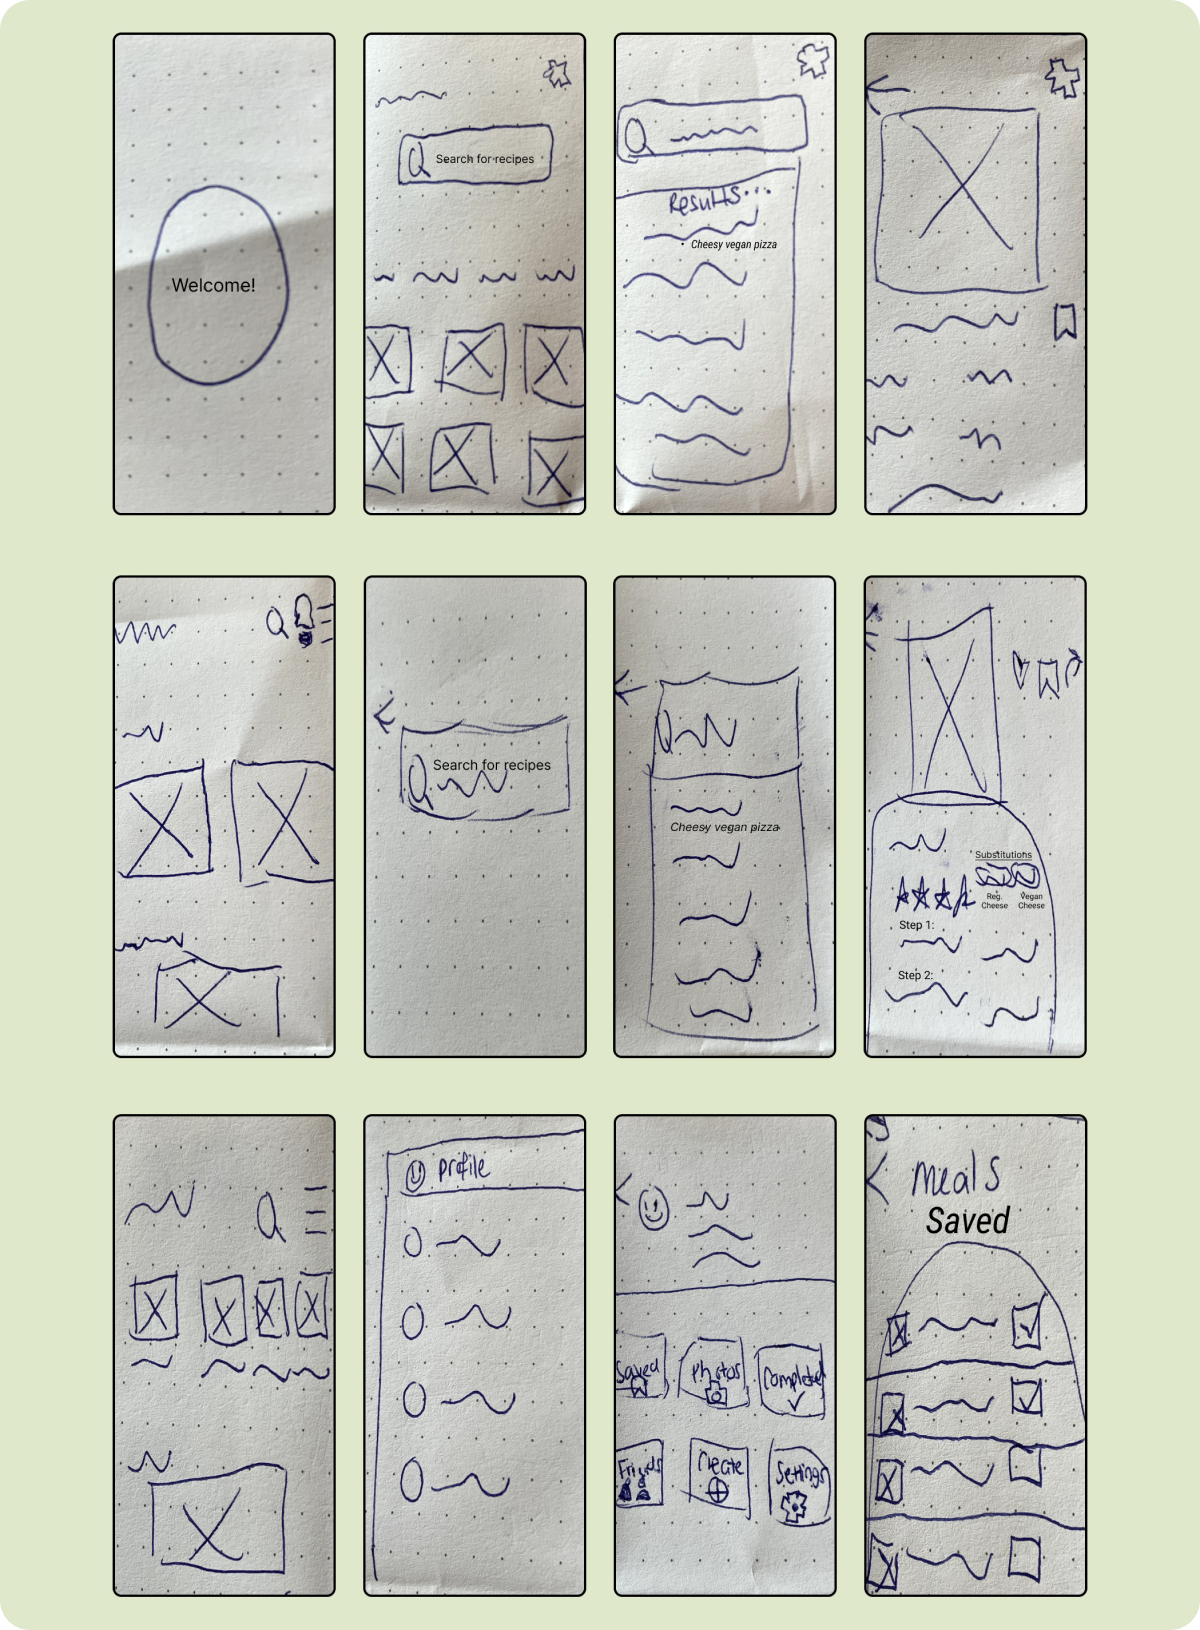 Welcome!
Search for recipes
Results...
Cheesy vegan pizza
Search for recipes
Cheesy vegan pizza
Substitutions
Reg. Cheese
Vegan Cheese
Step 1:
Step 2:
Profile
Saved
Photos
Completed
Friends
Create
Settings
Meals
Saved